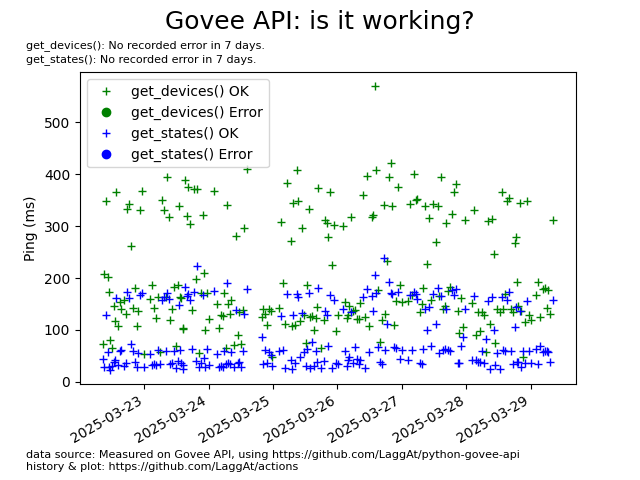 Govee API: is it working?
get_devices(): No recorded error in 7 days.
get_states(): No recorded error in 7 days.
get_devices() OK
get_devices() Error
get_states() OK
get_states() Error
Ping (ms)
500
400
300
200
100
0
2025-03-23
2025-03-24
2025-03-25
2025-03-26
2025-03-27
2025-03-28
2025-03-29
data source: Measured on Govee API, using https://github.com/LaggAt/python-govee-api
history & plot: https://github.com/LaggAt/actions